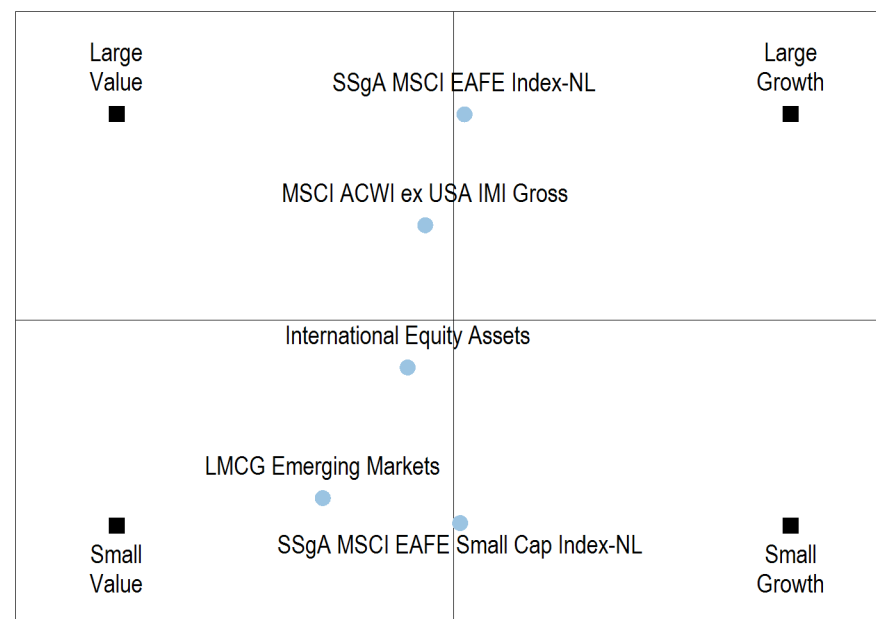 Large
Value
SSgA MSCI EAFE Index-NL
Large
Growth
MSCI ACWI ex USA IMI Gross
International Equity Assets
LMCG Emerging Markets
Small
Value
SSgA MSCI EAFE Small Cap Index-NL
Small
Growth